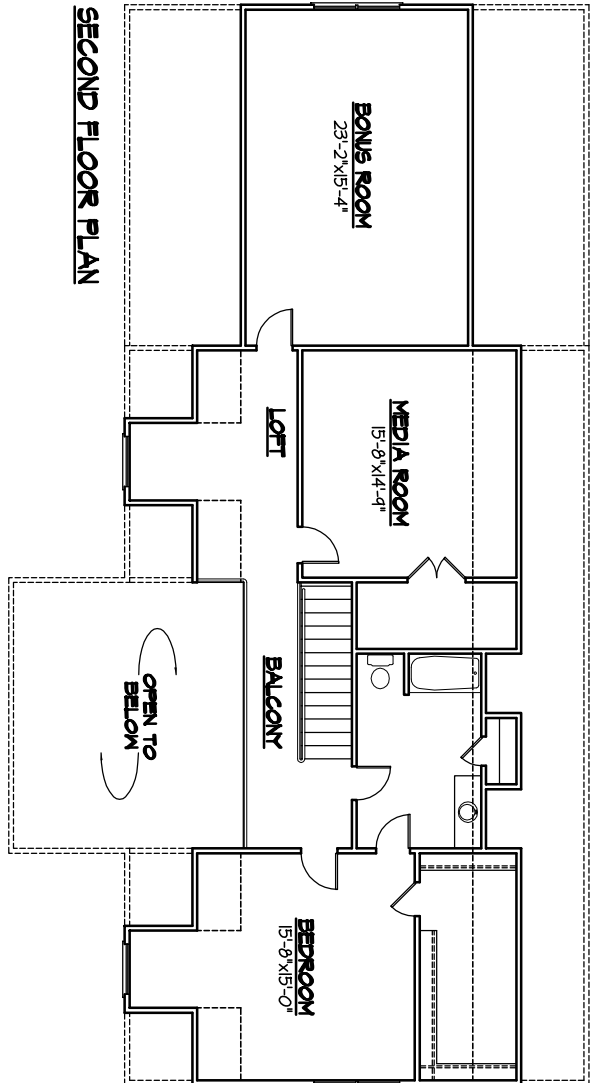 BONUS ROOM
23'-2"x15'-4"
MEDIA ROOM
15'-8"x14'-9"
LOFT
BALCONY
OPEN TO
BELOW
BEDROOM
15'-8"x15'-0"
SECOND FLOOR PLAN